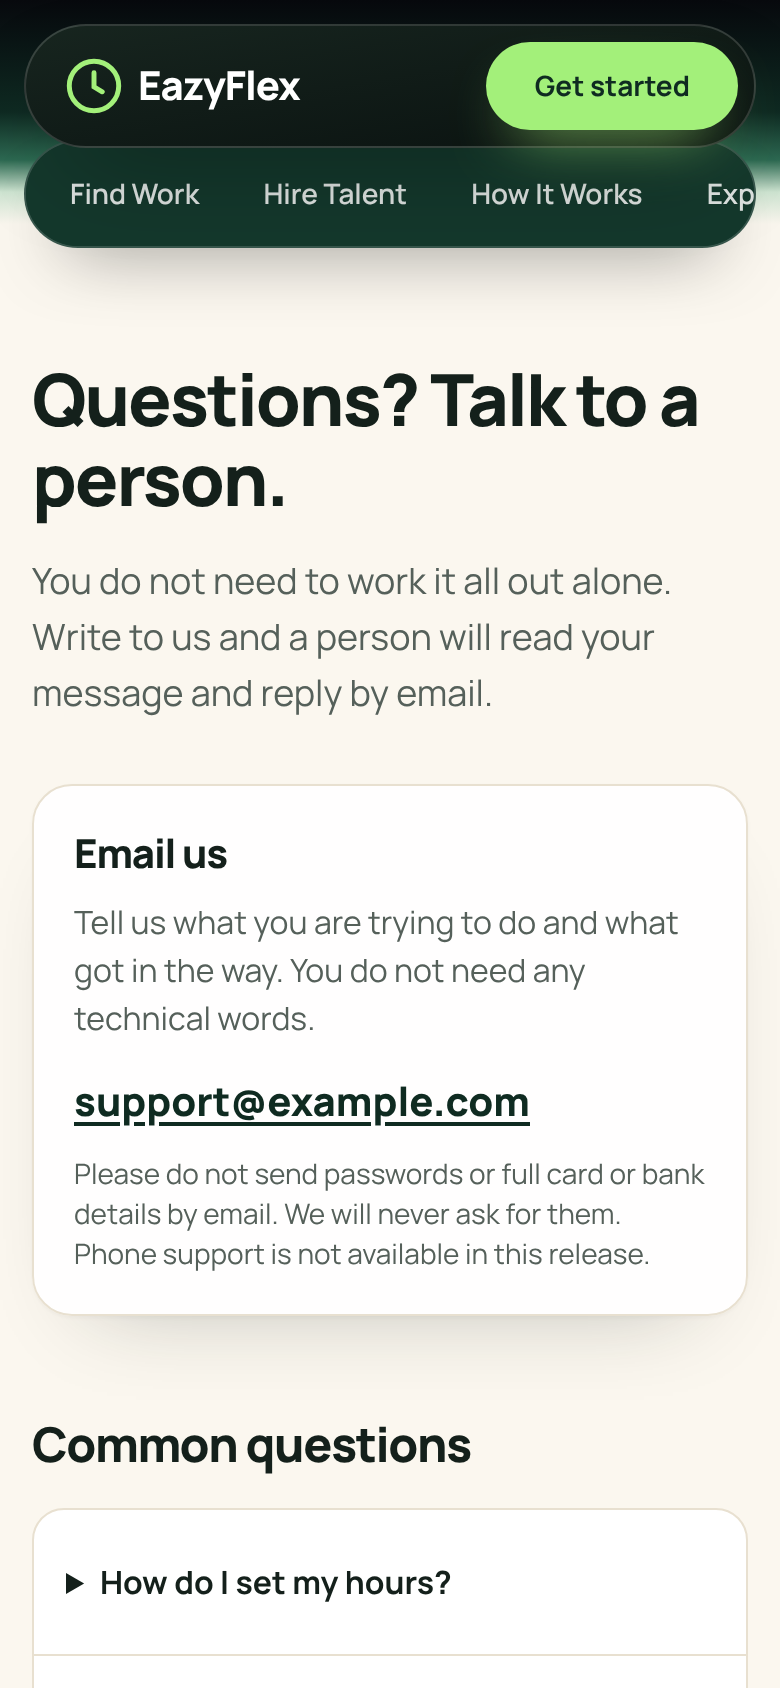 EazyFlex
Get started
Find Work Hire Talent How It Works Exp
Questions? Talk to a
person.
You do not need to work it all out alone.
Write to us and a person will read your
message and reply by email.
Email us
Tell us what you are trying to do and what
got in the way. You do not need any
technical words.
support@example.com
Please do not send passwords or full card or bank
details by email. We will never ask for them.
Phone support is not available in this release.
Common questions
How do I set my hours?